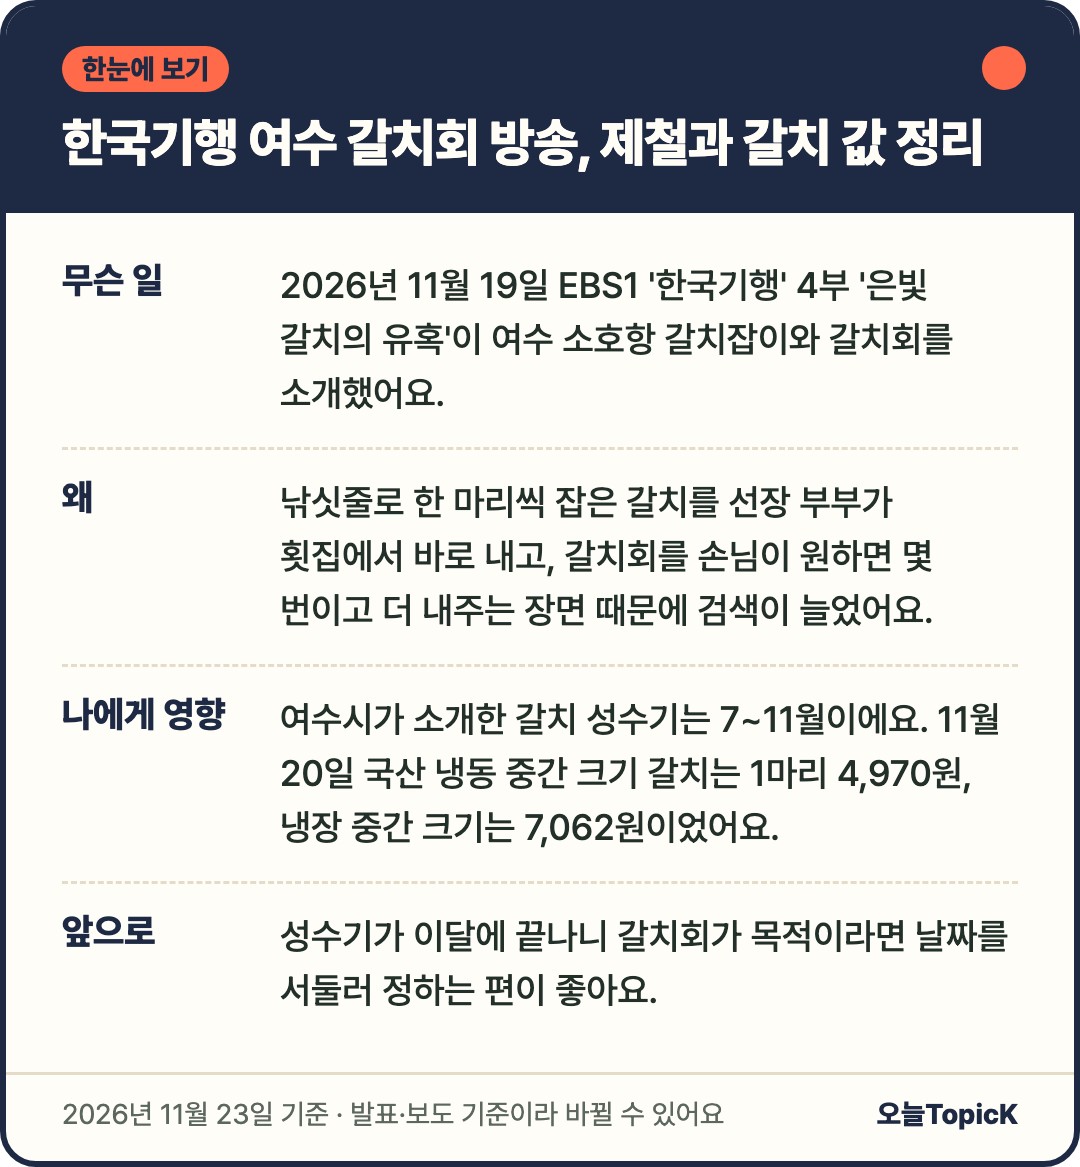 한눈에 보기
한국기행 여수 갈치회 방송, 제철과 갈치 값 정리
무슨 일
2026년 11월 19일 EBS1 '한국기행' 4부 '은빛
갈치의 유혹'이 여수 소호항 갈치잡이와 갈치회를
소개했어요.
왜
낚싯줄로 한 마리씩 잡은 갈치를 선장 부부가
횟집에서 바로 내고, 갈치회를 손님이 원하면 몇
번이고 더 내주는 장면 때문에 검색이 늘었어요.
나에게 영향
여수시가 소개한 갈치 성수기는 7~11월이에요. 11월
20일 국산 냉동 중간 크기 갈치는 1마리 4,970원,
냉장 중간 크기는 7,062원이었어요.
앞으로
성수기가 이달에 끝나니 갈치회가 목적이라면 날짜를
서둘러 정하는 편이 좋아요.
2026년 11월 23일 기준 · 발표·보도 기준이라 바뀔 수 있어요
오늘TopicK